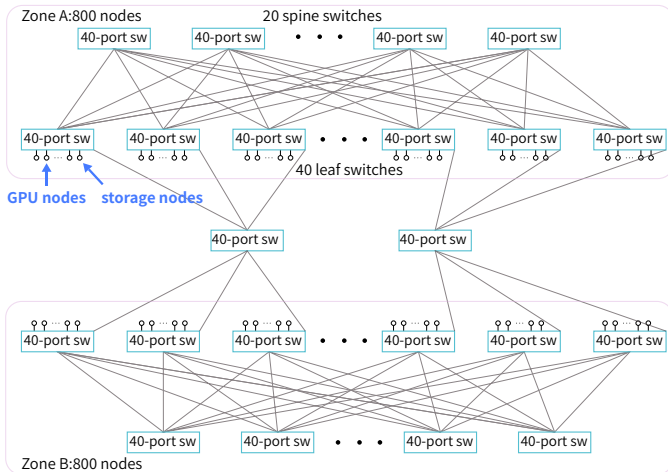 Zone A:800 nodes
20 spine switches
40-port sw
40-port sw
• • •
40-port sw
40-port sw
40-port sw
40-port sw
40-port sw
• • •
40-port sw
40-port sw
40-port sw
40 leaf switches
GPU nodes
storage nodes
40-port sw
40-port sw
40-port sw
40-port sw
40-port sw
• • •
40-port sw
40-port sw
40-port sw
40-port sw
40-port sw
• • •
40-port sw
40-port sw
Zone B:800 nodes